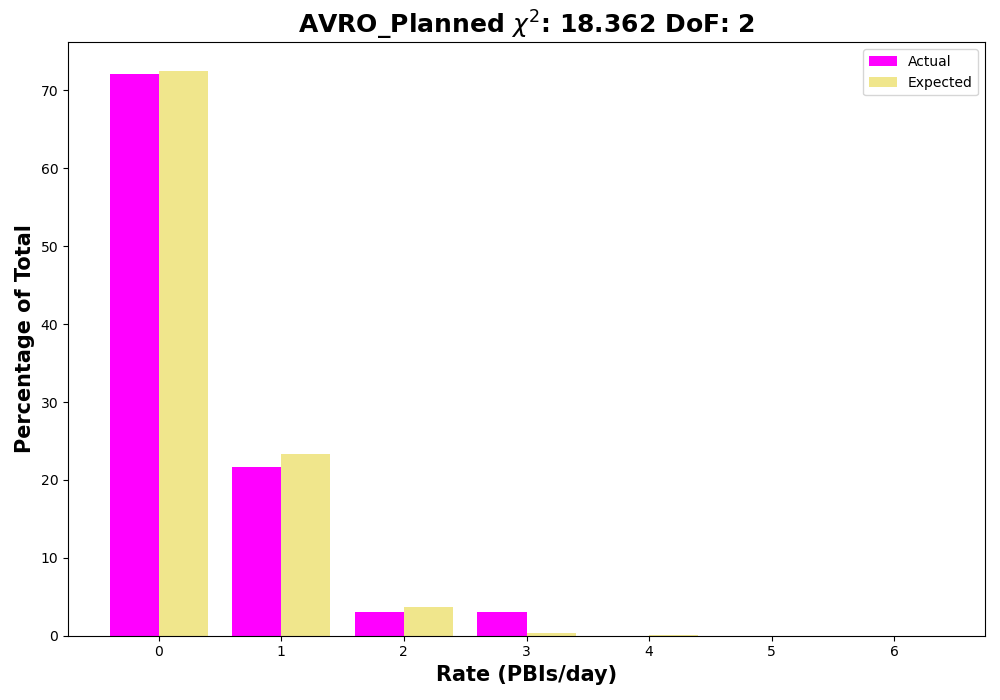 AVRO_Planned χ²: 18.362 DoF: 2
Actual
Expected
Percentage of Total
70
60
50
40
30
20
10
0
0 1 2 3 4 5 6
Rate (PBIs/day)